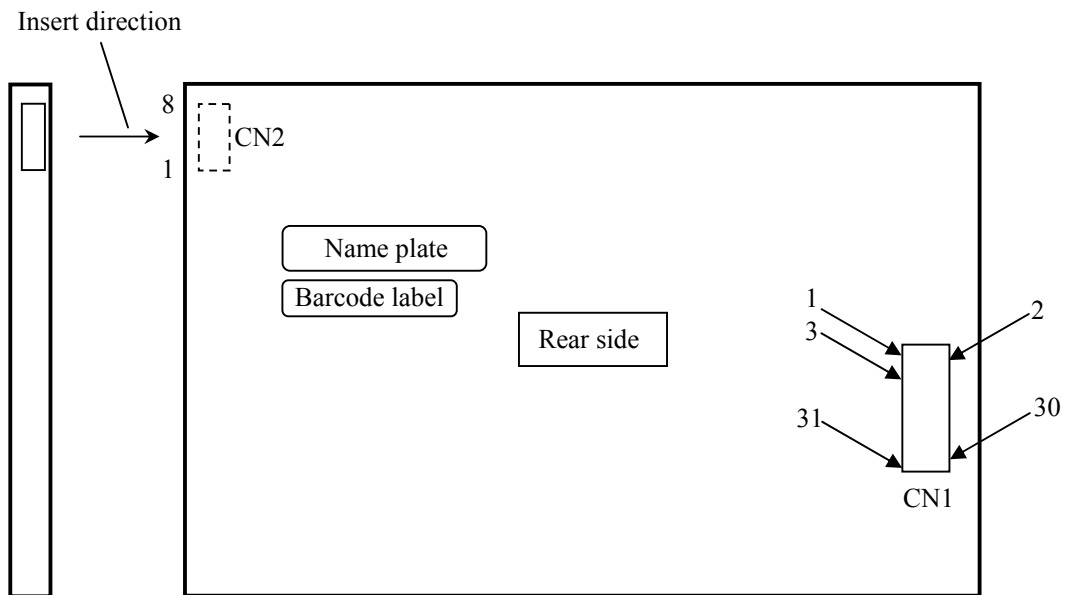 Insert direction
8
CN2
1
Name plate
Barcode label
Rear side
1
2
3
31
30
CN1